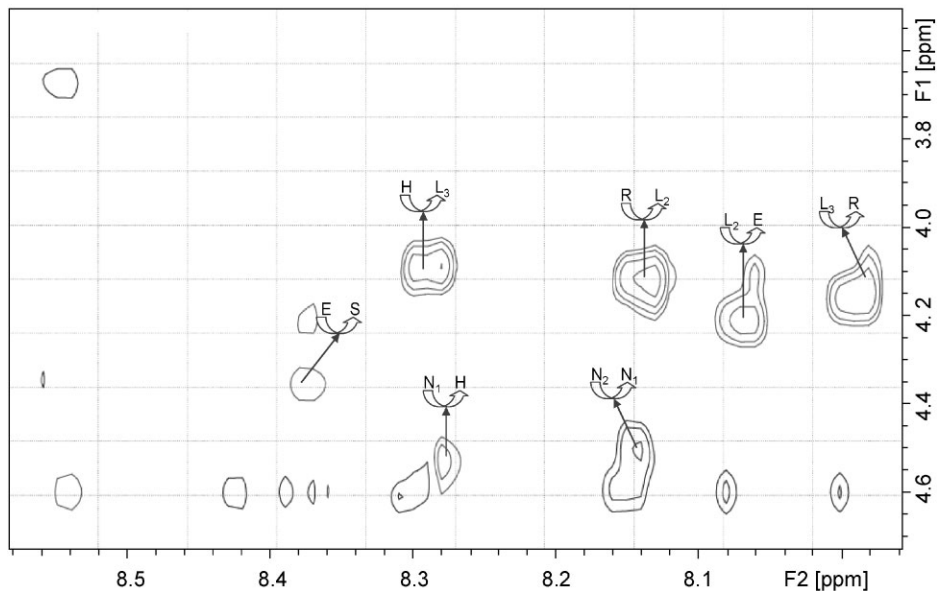 F1 [ppm]
3.8
H L₃
R L₂
L₃ R
4.0
L₂ E
4.2
E S
N₁ H
N₂ N₁
4.4
4.6
8.5 8.4 8.3 8.2 8.1 F2 [ppm]